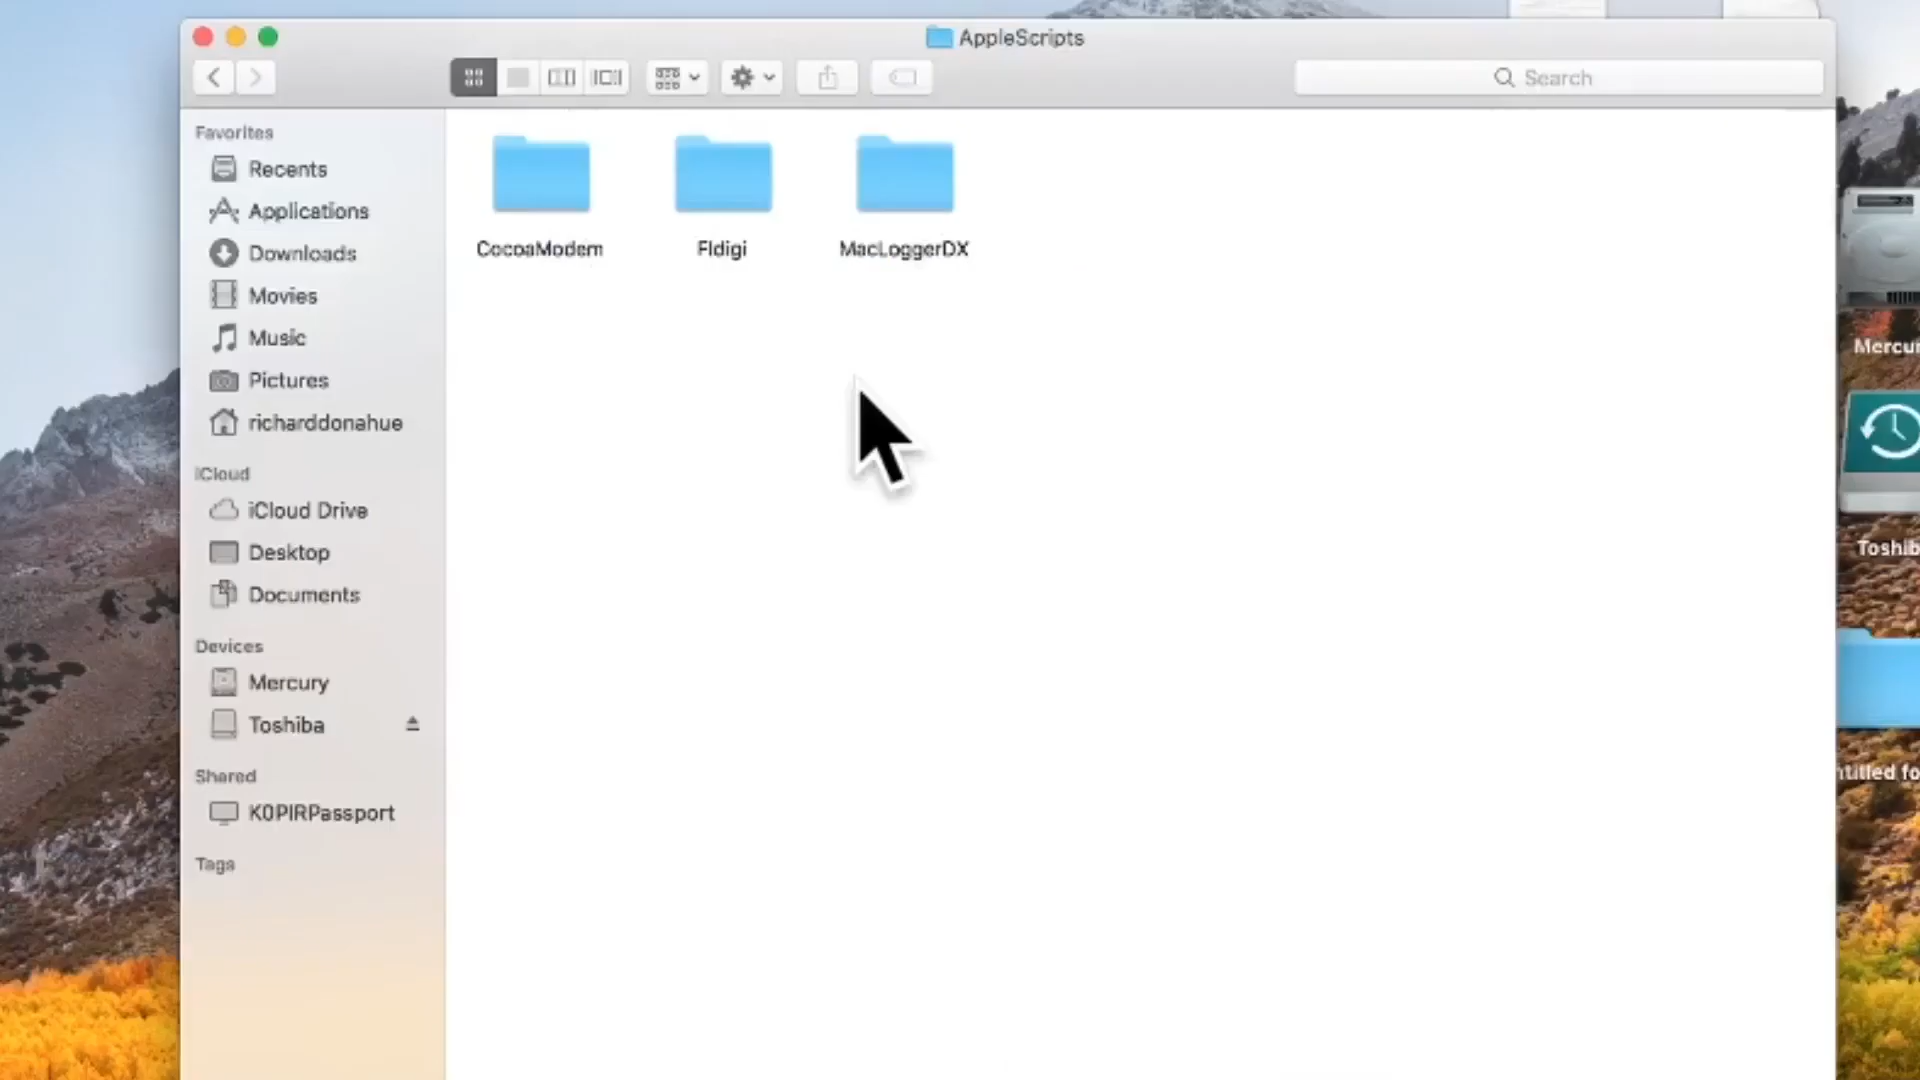 AppleScripts
Search
Favorites
Recents
Applications
Downloads
Movies
Music
Pictures
richarddonahue
iCloud
iCloud Drive
Desktop
Documents
Devices
Mercury
Toshiba
Shared
K0PIRPassport
Tags
CocoaModem
Fldigi
MacLoggerDX
Mercur
Toshib
ntitled fo